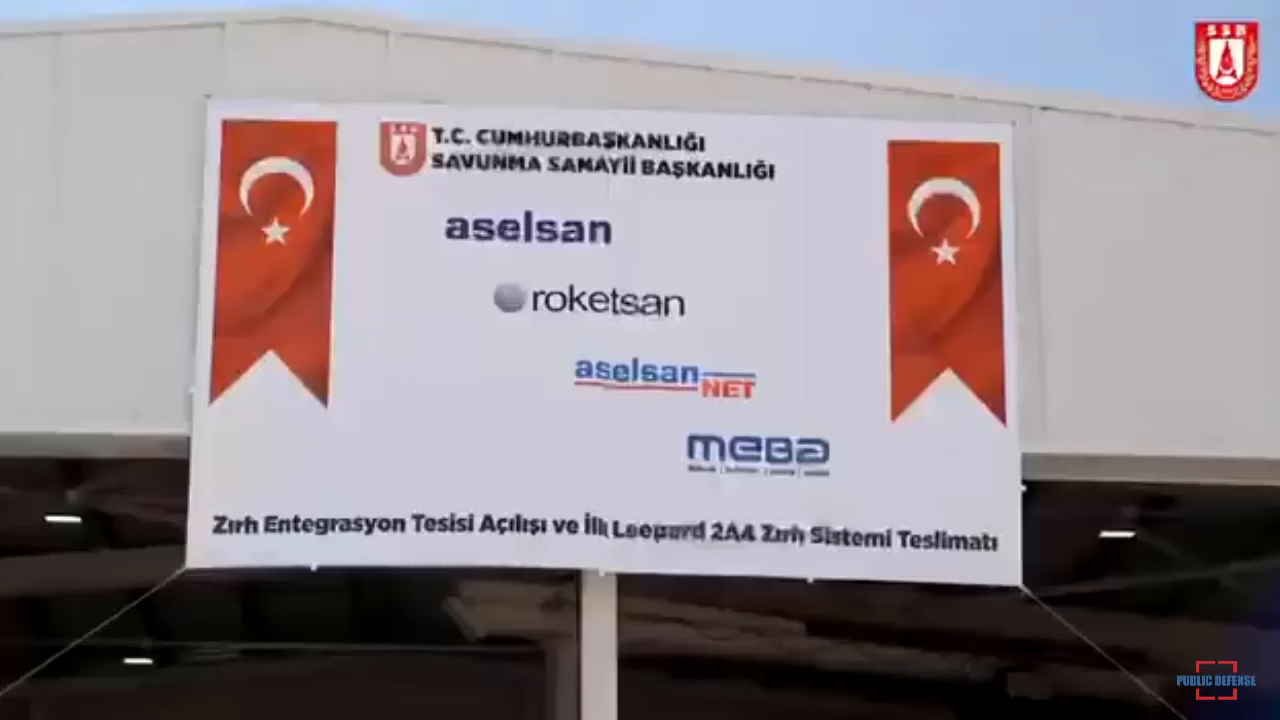 SSB
T.C. CUMHURBAŞKANLIĞI
SAVUNMA SANAYİİ BAŞKANLIĞI
aselsan
roketsan
aselsan
NET
meBa
Zırh Entegrasyon Tesisi Açılışı ve İlk Leopard 2A4 Zırh Sistemi Teslimatı
PUBLIC DEFENSE